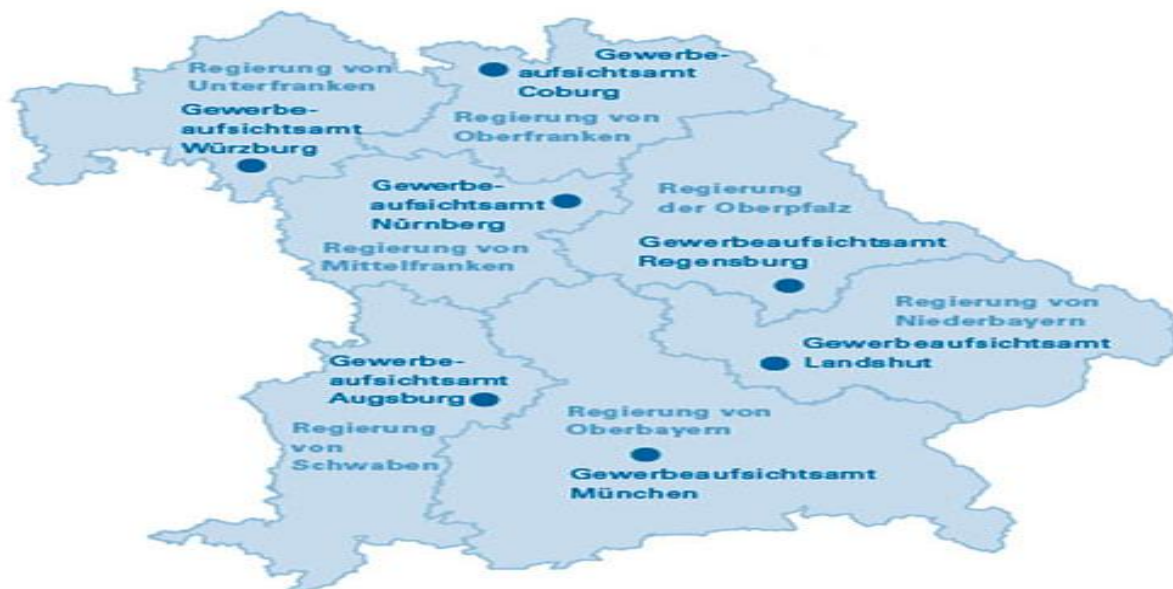 Regierung von
Unterfranken
Gewerbe-
aufsichtsamt
Würzburg
Gewerbe-
aufsichtsamt
Coburg
Regierung von
Oberfranken
Gewerbe-
aufsichtsamt
Nürnberg
Regierung von
Mittelfranken
Regierung
der Oberpfalz
Gewerbeaufsichtsamt
Regensburg
Regierung von
Niederbayern
Gewerbeaufsichtsamt
Landshut
Gewerbe-
aufsichtsamt
Augsburg
Regierung
von
Schwaben
Regierung von
Oberbayern
Gewerbeaufsichtsamt
München